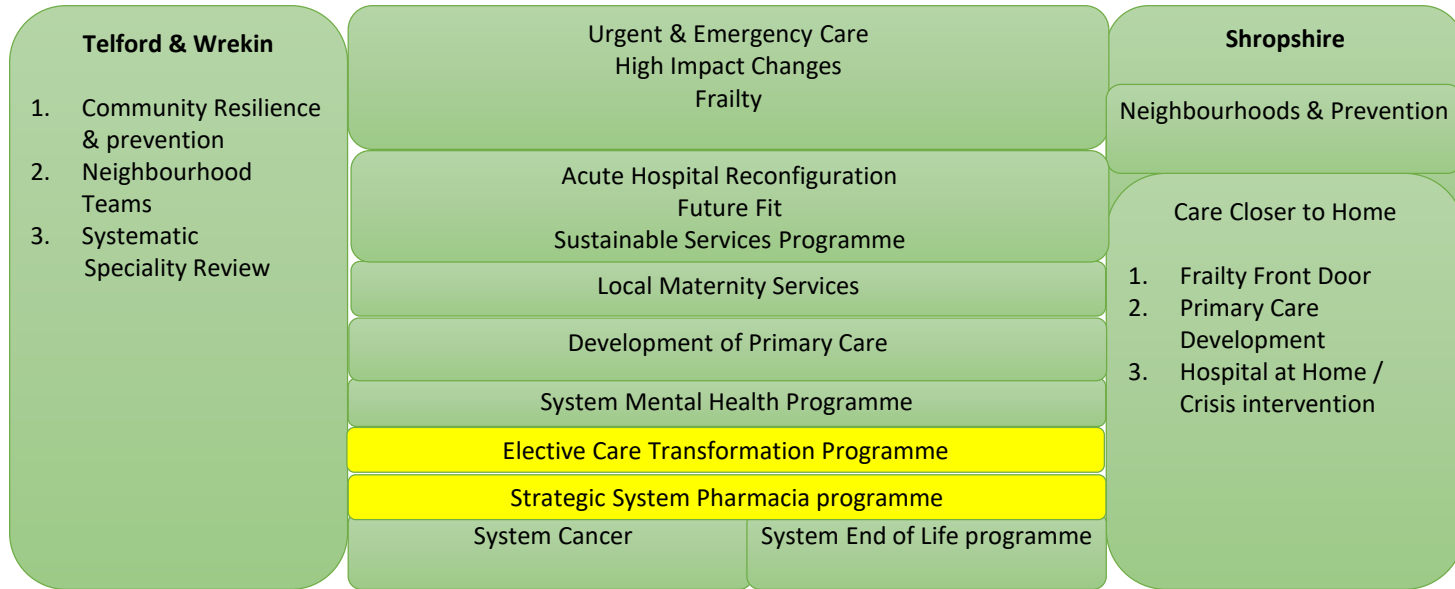 Telford & Wrekin
1. Community Resilience
& prevention
2. Neighbourhood
Teams
3. Systematic
Speciality Review
Urgent & Emergency Care
High Impact Changes
Frailty
Acute Hospital Reconfiguration
Future Fit
Sustainable Services Programme
Local Maternity Services
Development of Primary Care
System Mental Health Programme
Elective Care Transformation Programme
Strategic System Pharmacia programme
System Cancer
System End of Life programme
Shropshire
Neighbourhoods & Prevention
Care Closer to Home
1. Frailty Front Door
2. Primary Care
Development
3. Hospital at Home /
Crisis intervention